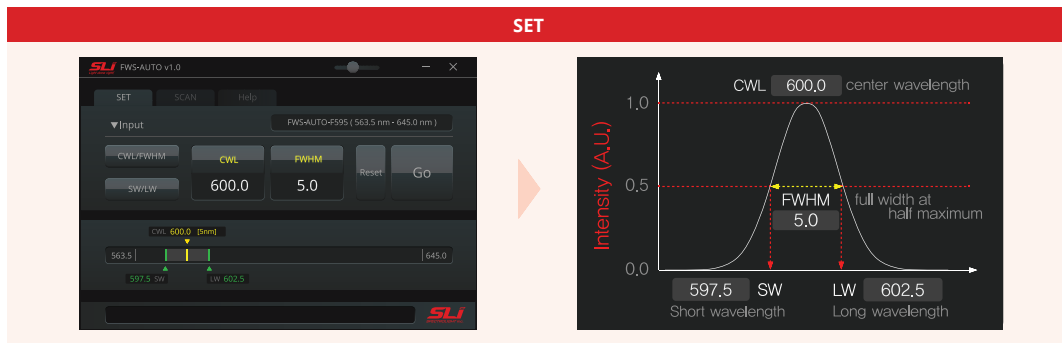 SET
SLi FWS-AUTO v1.0
SET SCAN Help
▼Input FWS-AUTO-F595 ( 563.5 nm - 645.0 nm )
CWL/FWHM CWL FWHM Reset Go
SW/LW 600.0 5.0
CWL 600.0 [5nm]
563.5 645.0
597.5 SW LW 602.5
SLi
CWL 600.0 center wavelength
1.0
Intensity (A.U.)
0.5
FWHM full width at
half maximum
5.0
0.0
597.5 SW LW 602.5
Short wavelength Long wavelength